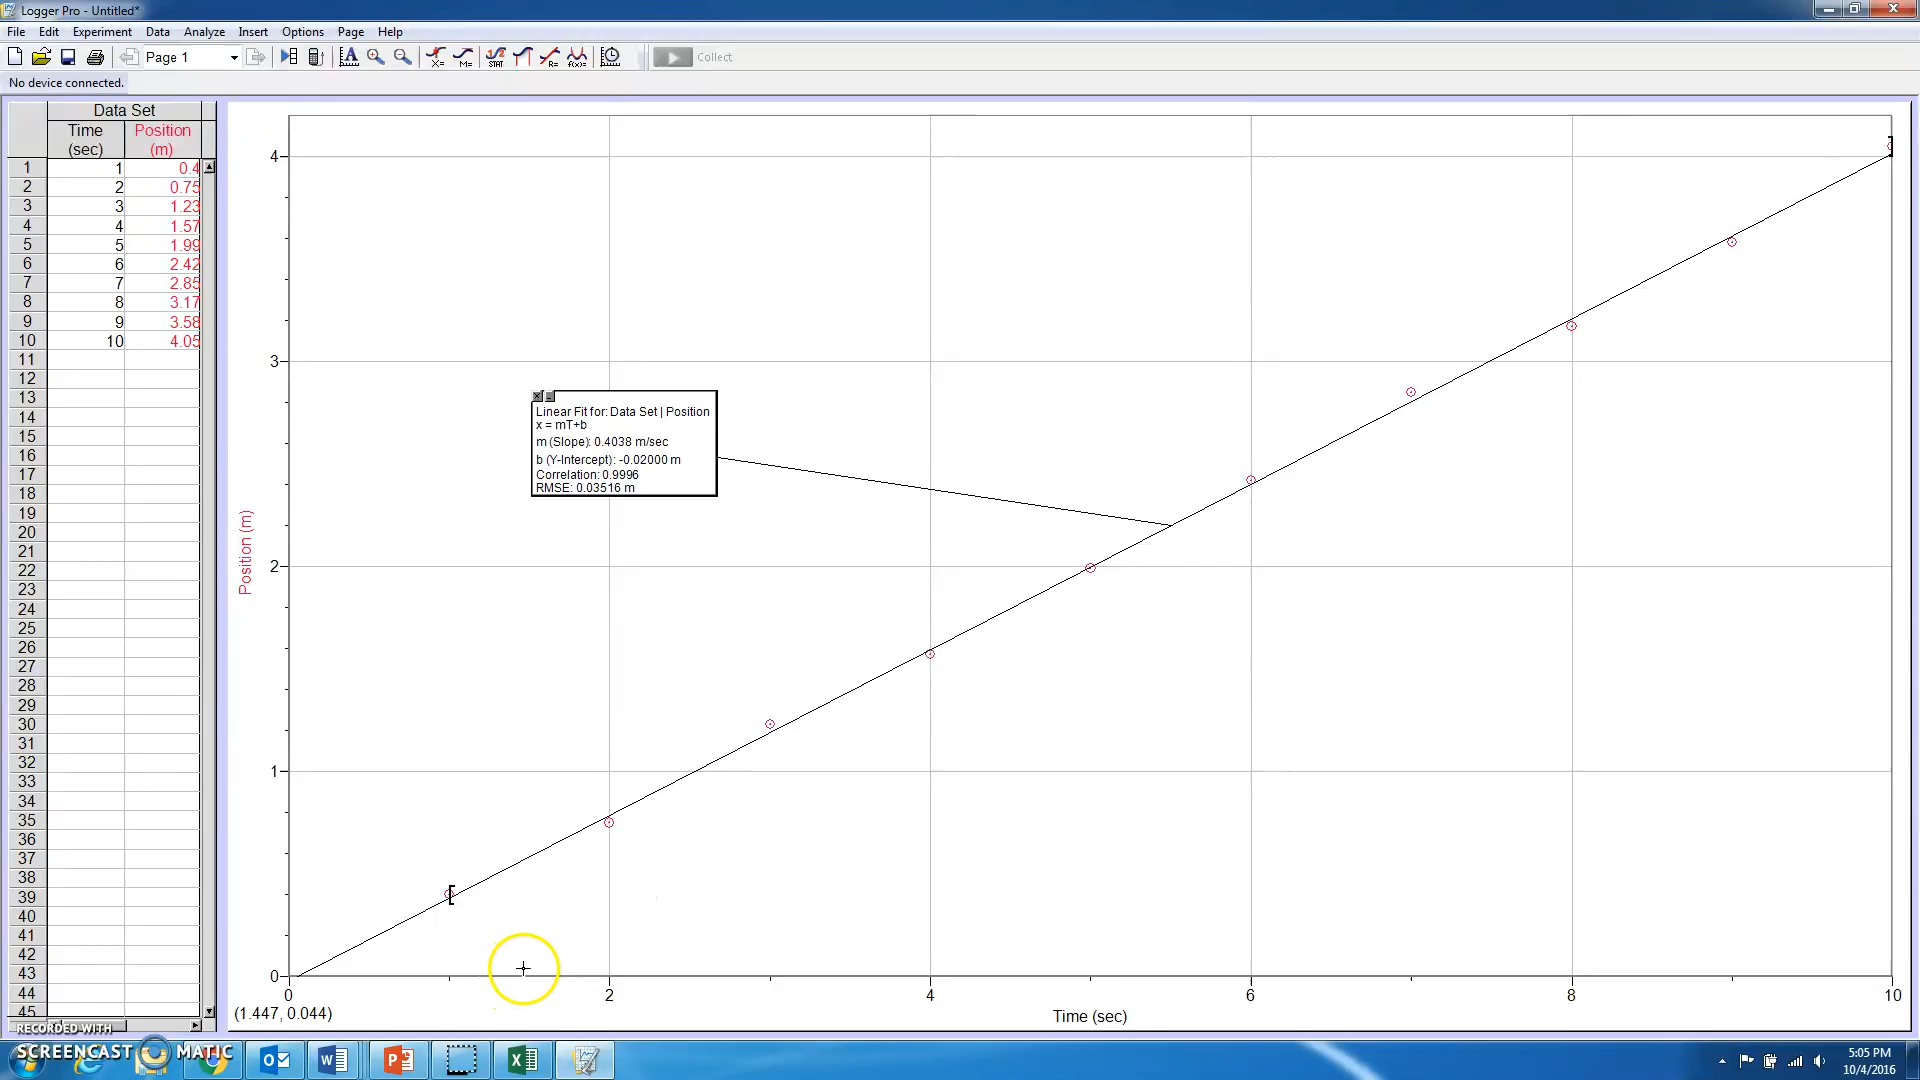 Logger Pro - Untitled*
File Edit Experiment Data Analyze Insert Options Page Help
Page 1 Collect
No device connected.
Data Set
Time Position
(sec) (m)
1 1 0.4
2 2 0.75
3 3 1.23
4 4 1.57
5 5 1.99
6 6 2.42
7 7 2.85
8 8 3.17
9 9 3.58
10 10 4.05
11
12
13
14
15
16
17
18
19
20
21
22
23
24
25
26
27
28
29
30
31
32
33
34
35
36
37
38
39
40
41
42
43
44
45
4
3
2
1
0
Position (m)
Linear Fit for: Data Set | Position
x = mT+b
m (Slope): 0.4038 m/sec
b (Y-Intercept): -0.02000 m
Correlation: 0.9996
RMSE: 0.03516 m
0 2 4 6 8 10
(1.447, 0.044)
Time (sec)
RECORDED WITH
SCREENCAST MATIC
5:05 PM
10/4/2016